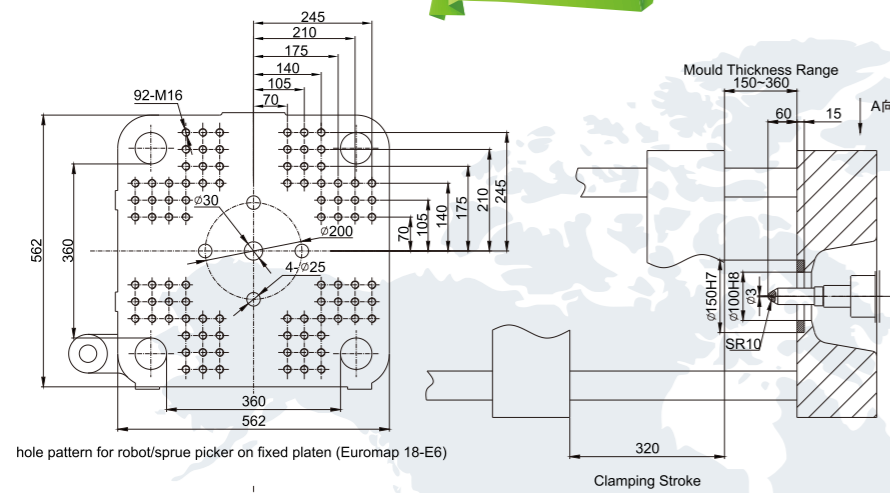 245
210
175
140
105
70
92-M16
Ø30
Ø200
4-Ø25
562
360
70
105
140
175
210
245
360
562
hole pattern for robot/sprue picker on fixed platen (Euromap 18-E6)
Mould Thickness Range
150~360
60
15
A向
Ø150H7
Ø100H8
Ø3
SR10
320
Clamping Stroke